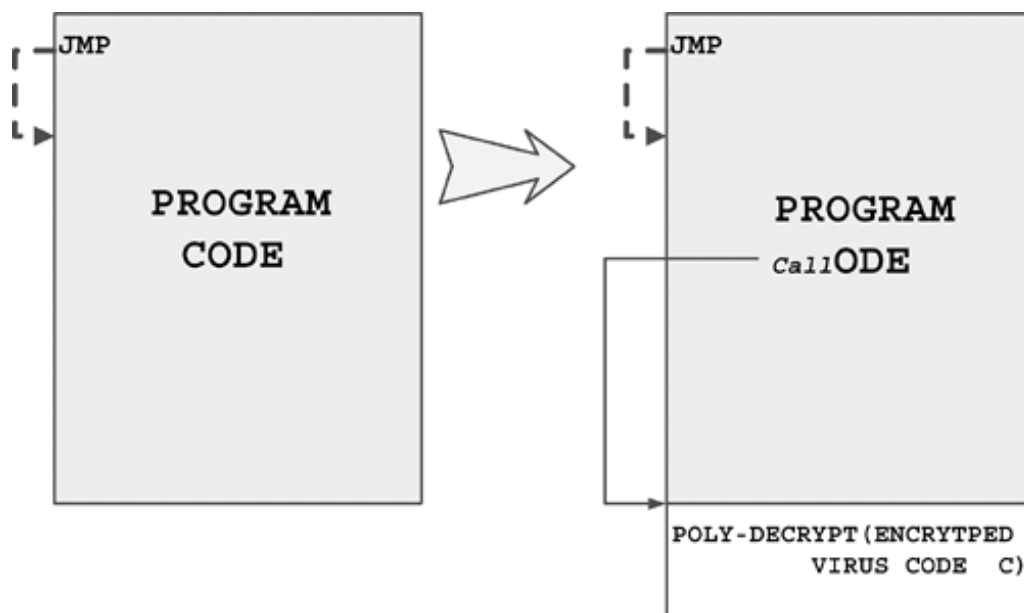 JMP
PROGRAM
CODE
JMP
PROGRAM
CallODE
POLY-DECRYPT(ENCRYTPED
VIRUS CODE C)